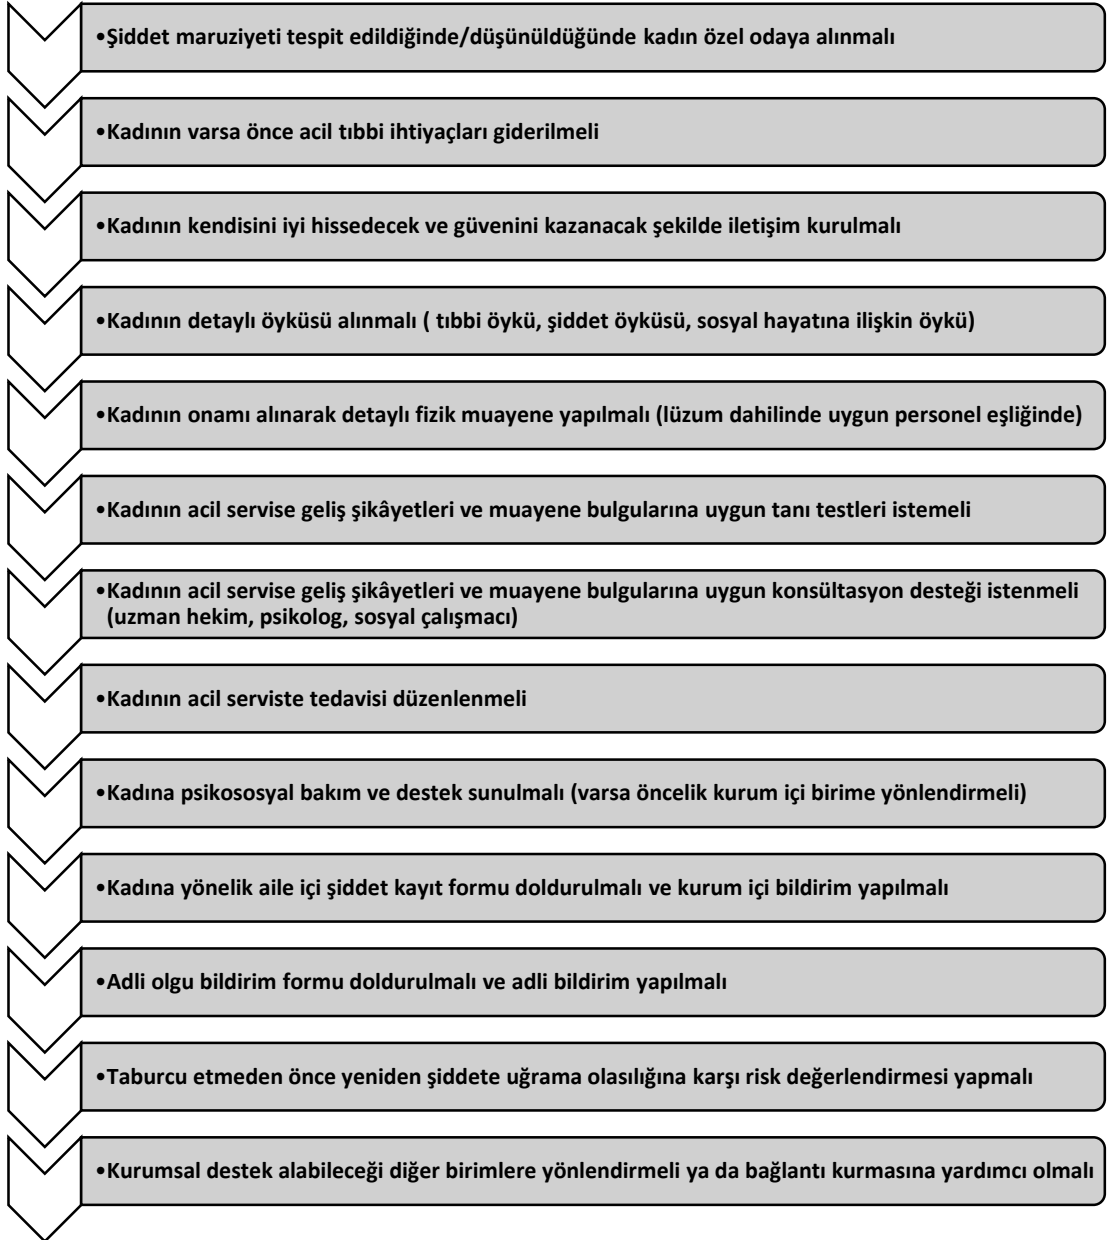 •Şiddet maruziyeti tespit edildiğinde/düşünüldüğünde kadın özel odaya alınmalı
•Kadının varsa önce acil tıbbi ihtiyaçları giderilmeli
•Kadının kendisini iyi hissedecek ve güvenini kazanacak şekilde iletişim kurulmalı
•Kadının detaylı öyküsü alınmalı ( tıbbi öykü, şiddet öyküsü, sosyal hayatına ilişkin öykü)
•Kadının onamı alınarak detaylı fizik muayene yapılmalı (lüzum dahilinde uygun personel eşliğinde)
•Kadının acil servise geliş şikâyetleri ve muayene bulgularına uygun tanı testleri istemeli
•Kadının acil servise geliş şikâyetleri ve muayene bulgularına uygun konsültasyon desteği istenmeli
(uzman hekim, psikolog, sosyal çalışmacı)
•Kadının acil serviste tedavisi düzenlenmeli
•Kadına psikososyal bakım ve destek sunulmalı (varsa öncelik kurum içi birime yönlendirmeli)
•Kadına yönelik aile içi şiddet kayıt formu doldurulmalı ve kurum içi bildirim yapılmalı
•Adli olgu bildirim formu doldurulmalı ve adli bildirim yapılmalı
•Taburcu etmeden önce yeniden şiddete uğrama olasılığına karşı risk değerlendirmesi yapmalı
•Kurumsal destek alabileceği diğer birimlere yönlendirmeli ya da bağlantı kurmasına yardımcı olmalı